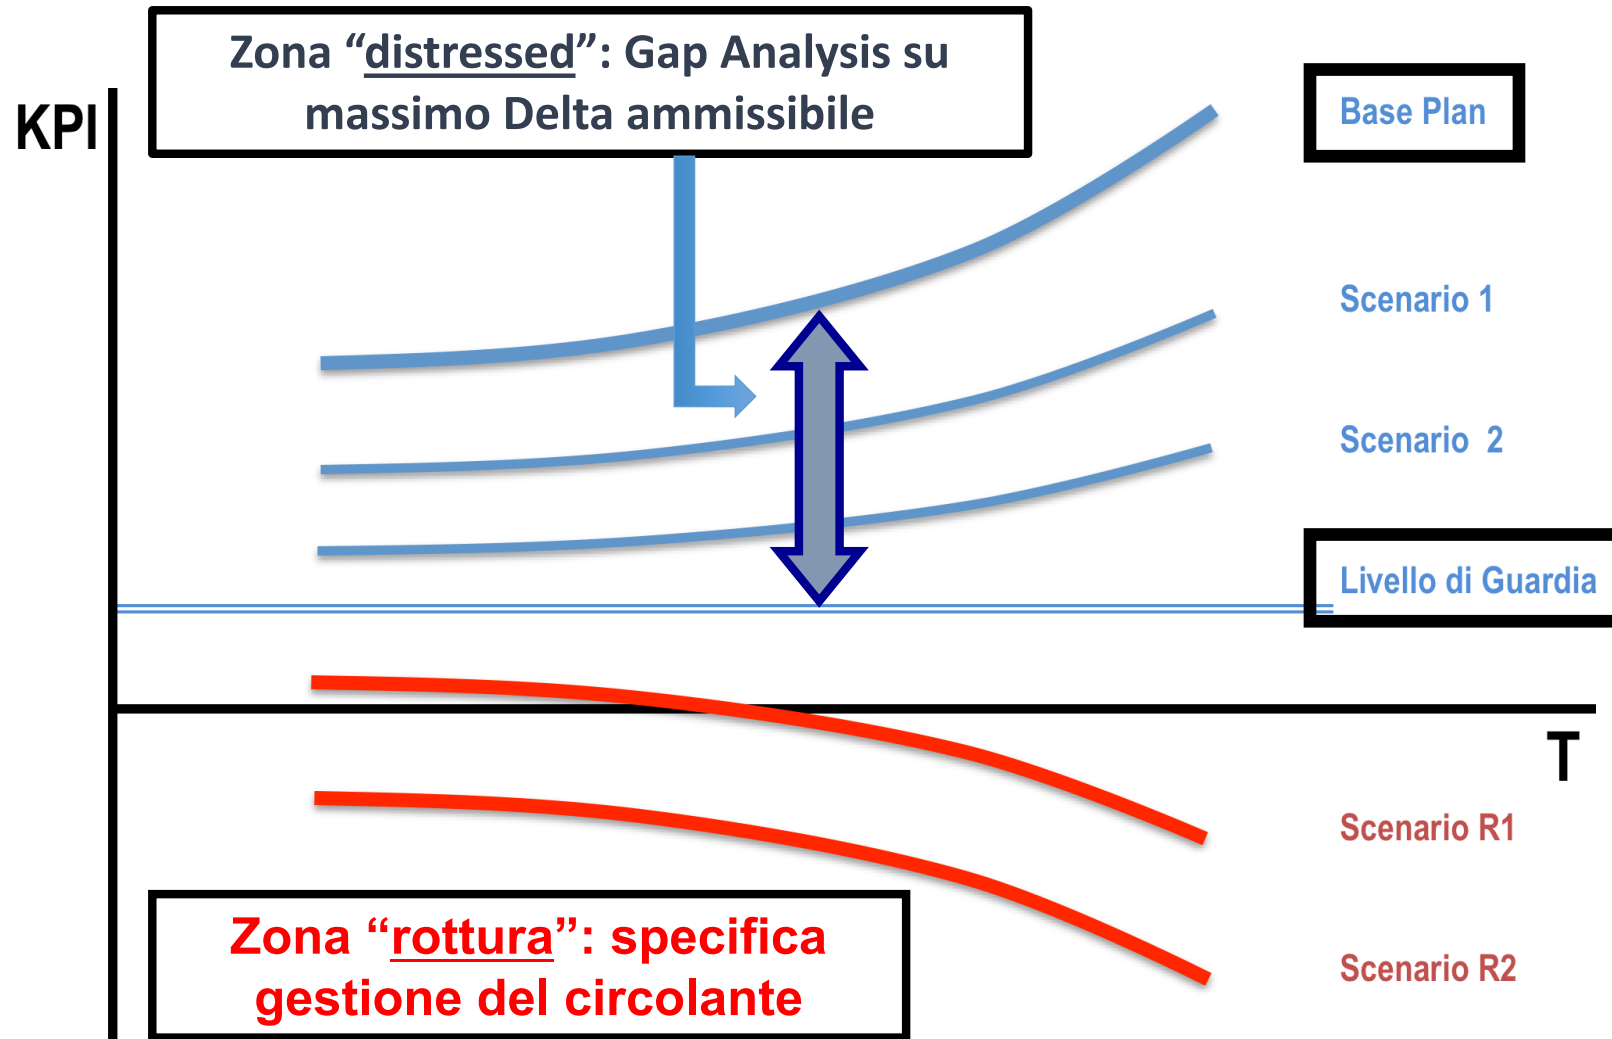 Zona “distressed”: Gap Analysis su
massimo Delta ammissibile
KPI
Base Plan
Scenario 1
Scenario 2
Livello di Guardia
T
Scenario R1
Scenario R2
Zona “rottura”: specifica
gestione del circolante